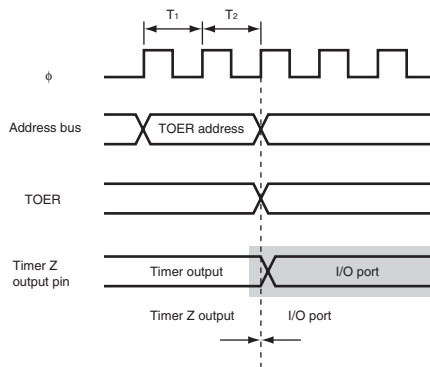 T₁ T₂
ϕ
Address bus
TOER address
TOER
Timer Z
output pin
Timer output
I/O port
Timer Z output
I/O port